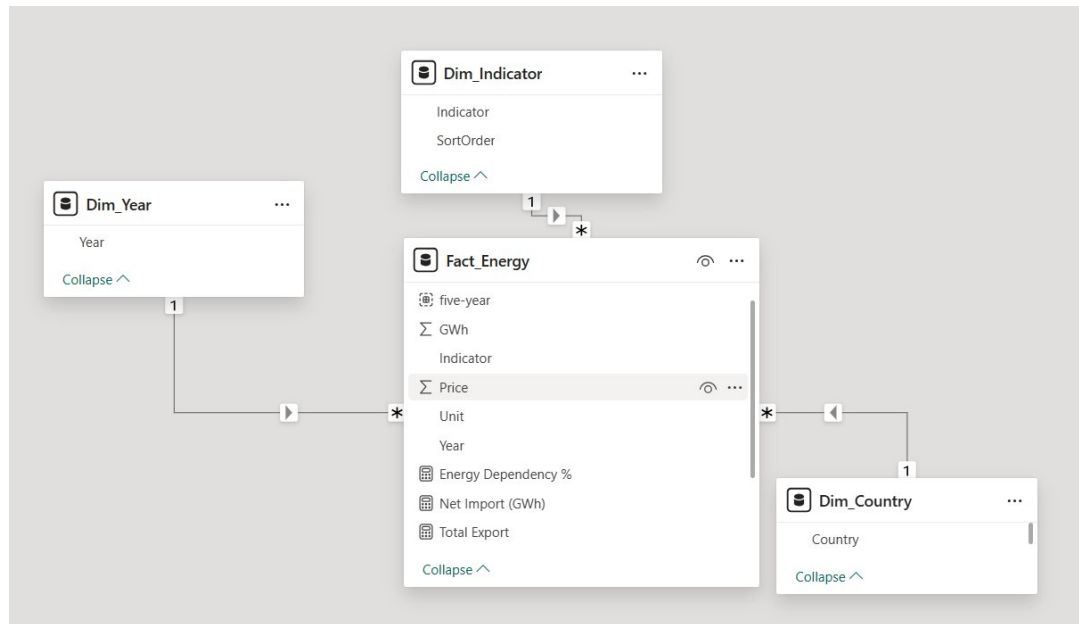 Dim_Indicator
Indicator
SortOrder
Collapse
Dim_Year
Year
Collapse
1
1
*
Fact_Energy
five-year
GWh
Indicator
Price
Unit
Year
Energy Dependency %
Net Import (GWh)
Total Export
Collapse
*
*
1
Dim_Country
Country
Collapse